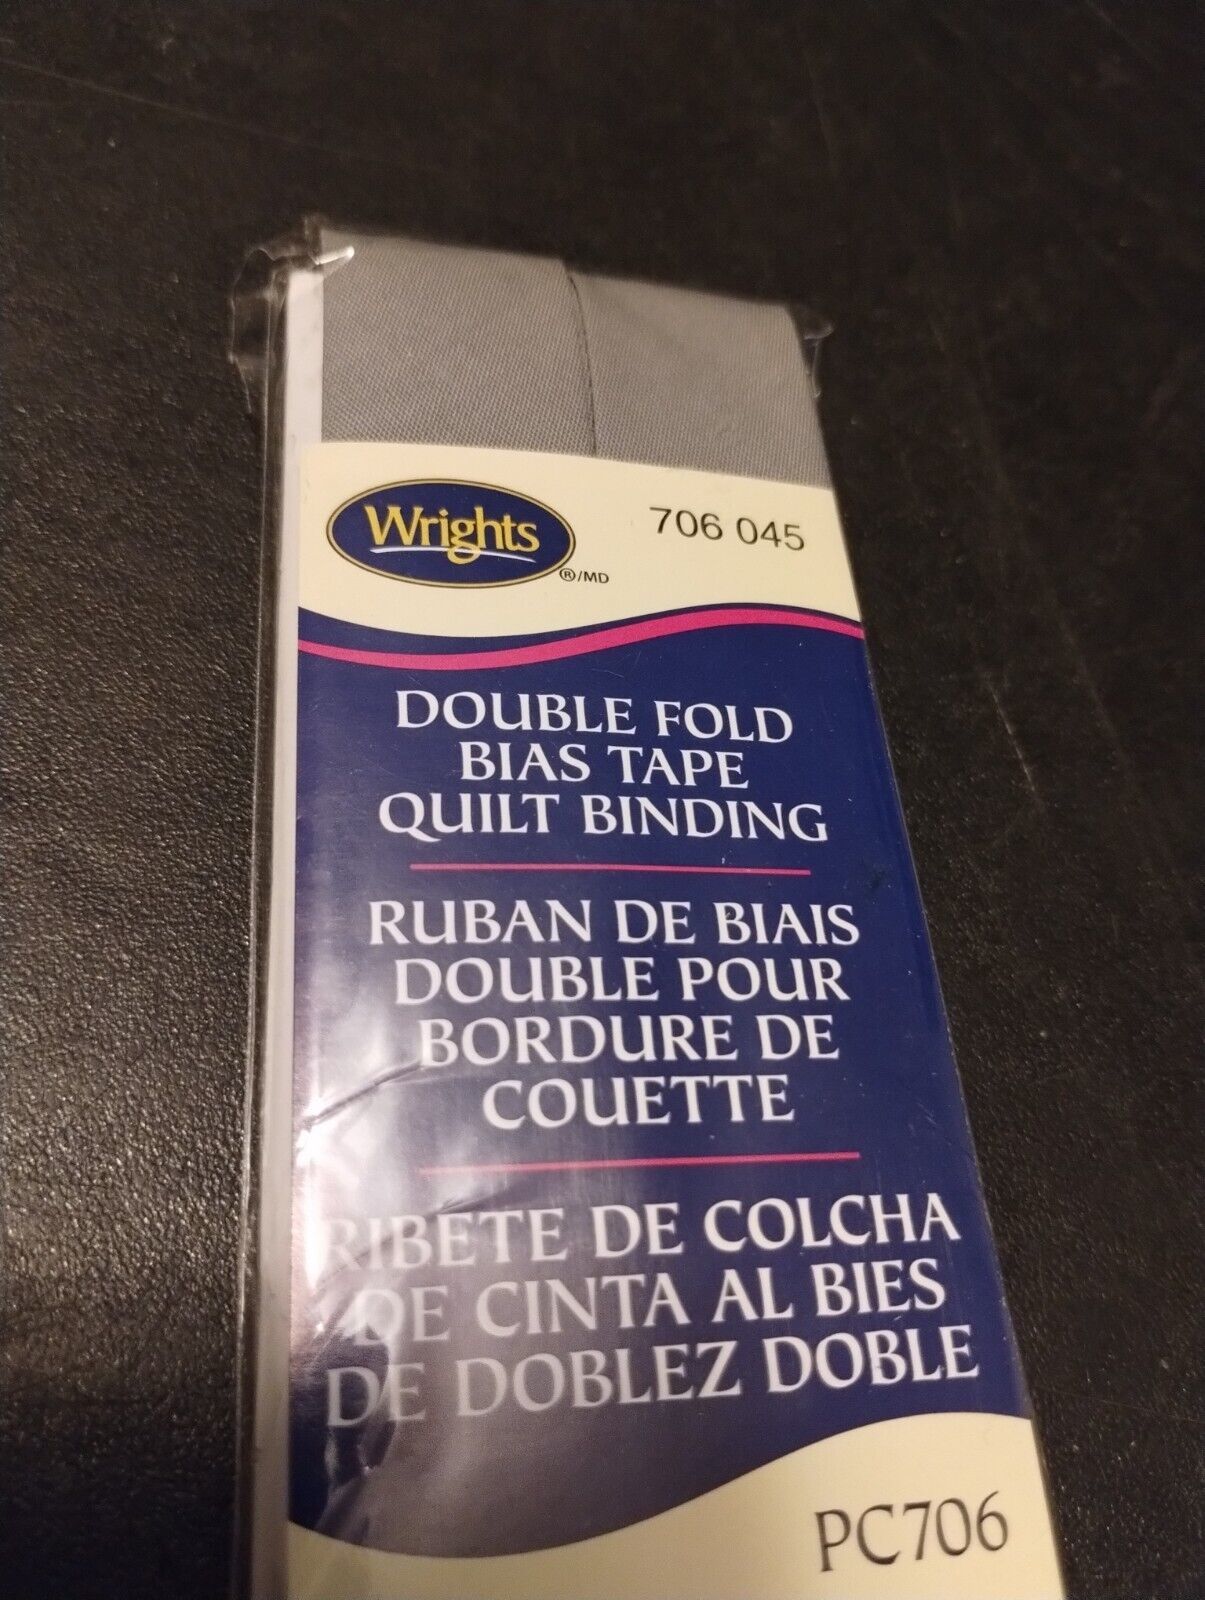 Wrights
®/MD
706 045
DOUBLE FOLD
BIAS TAPE
QUILT BINDING
RUBAN DE BIAIS
DOUBLE POUR
BORDURE DE
COUETTE
RIBETE DE COLCHA
DE CINTA AL BIES
DE DOBLEZ DOBLE
PC706